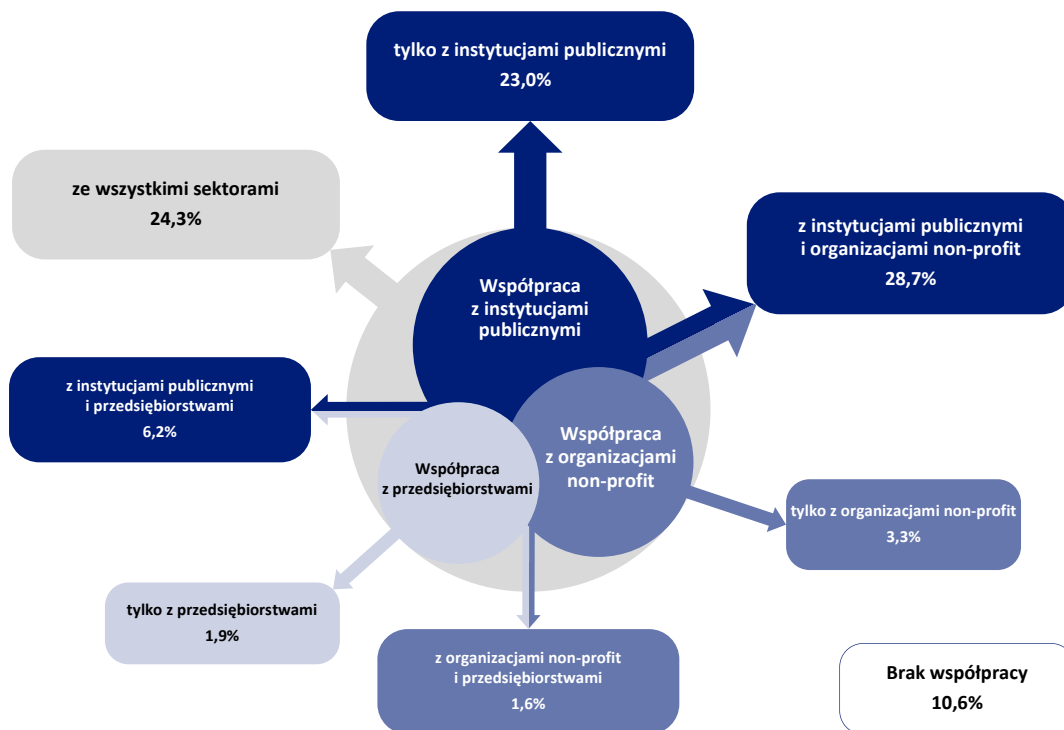 tylko z instytucjami publicznymi
23,0%
ze wszystkimi sektorami
24,3%
z instytucjami publicznymi
i organizacjami non-profit
28,7%
Współpraca
z instytucjami
publicznymi
z instytucjami publicznymi
i przedsiębiorstwami
6,2%
Współpraca
z organizacjami
non-profit
Współpraca
z przedsiębiorstwami
tylko z organizacjami non-profit
3,3%
tylko z przedsiębiorstwami
1,9%
z organizacjami non-profit
i przedsiębiorstwami
1,6%
Brak współpracy
10,6%